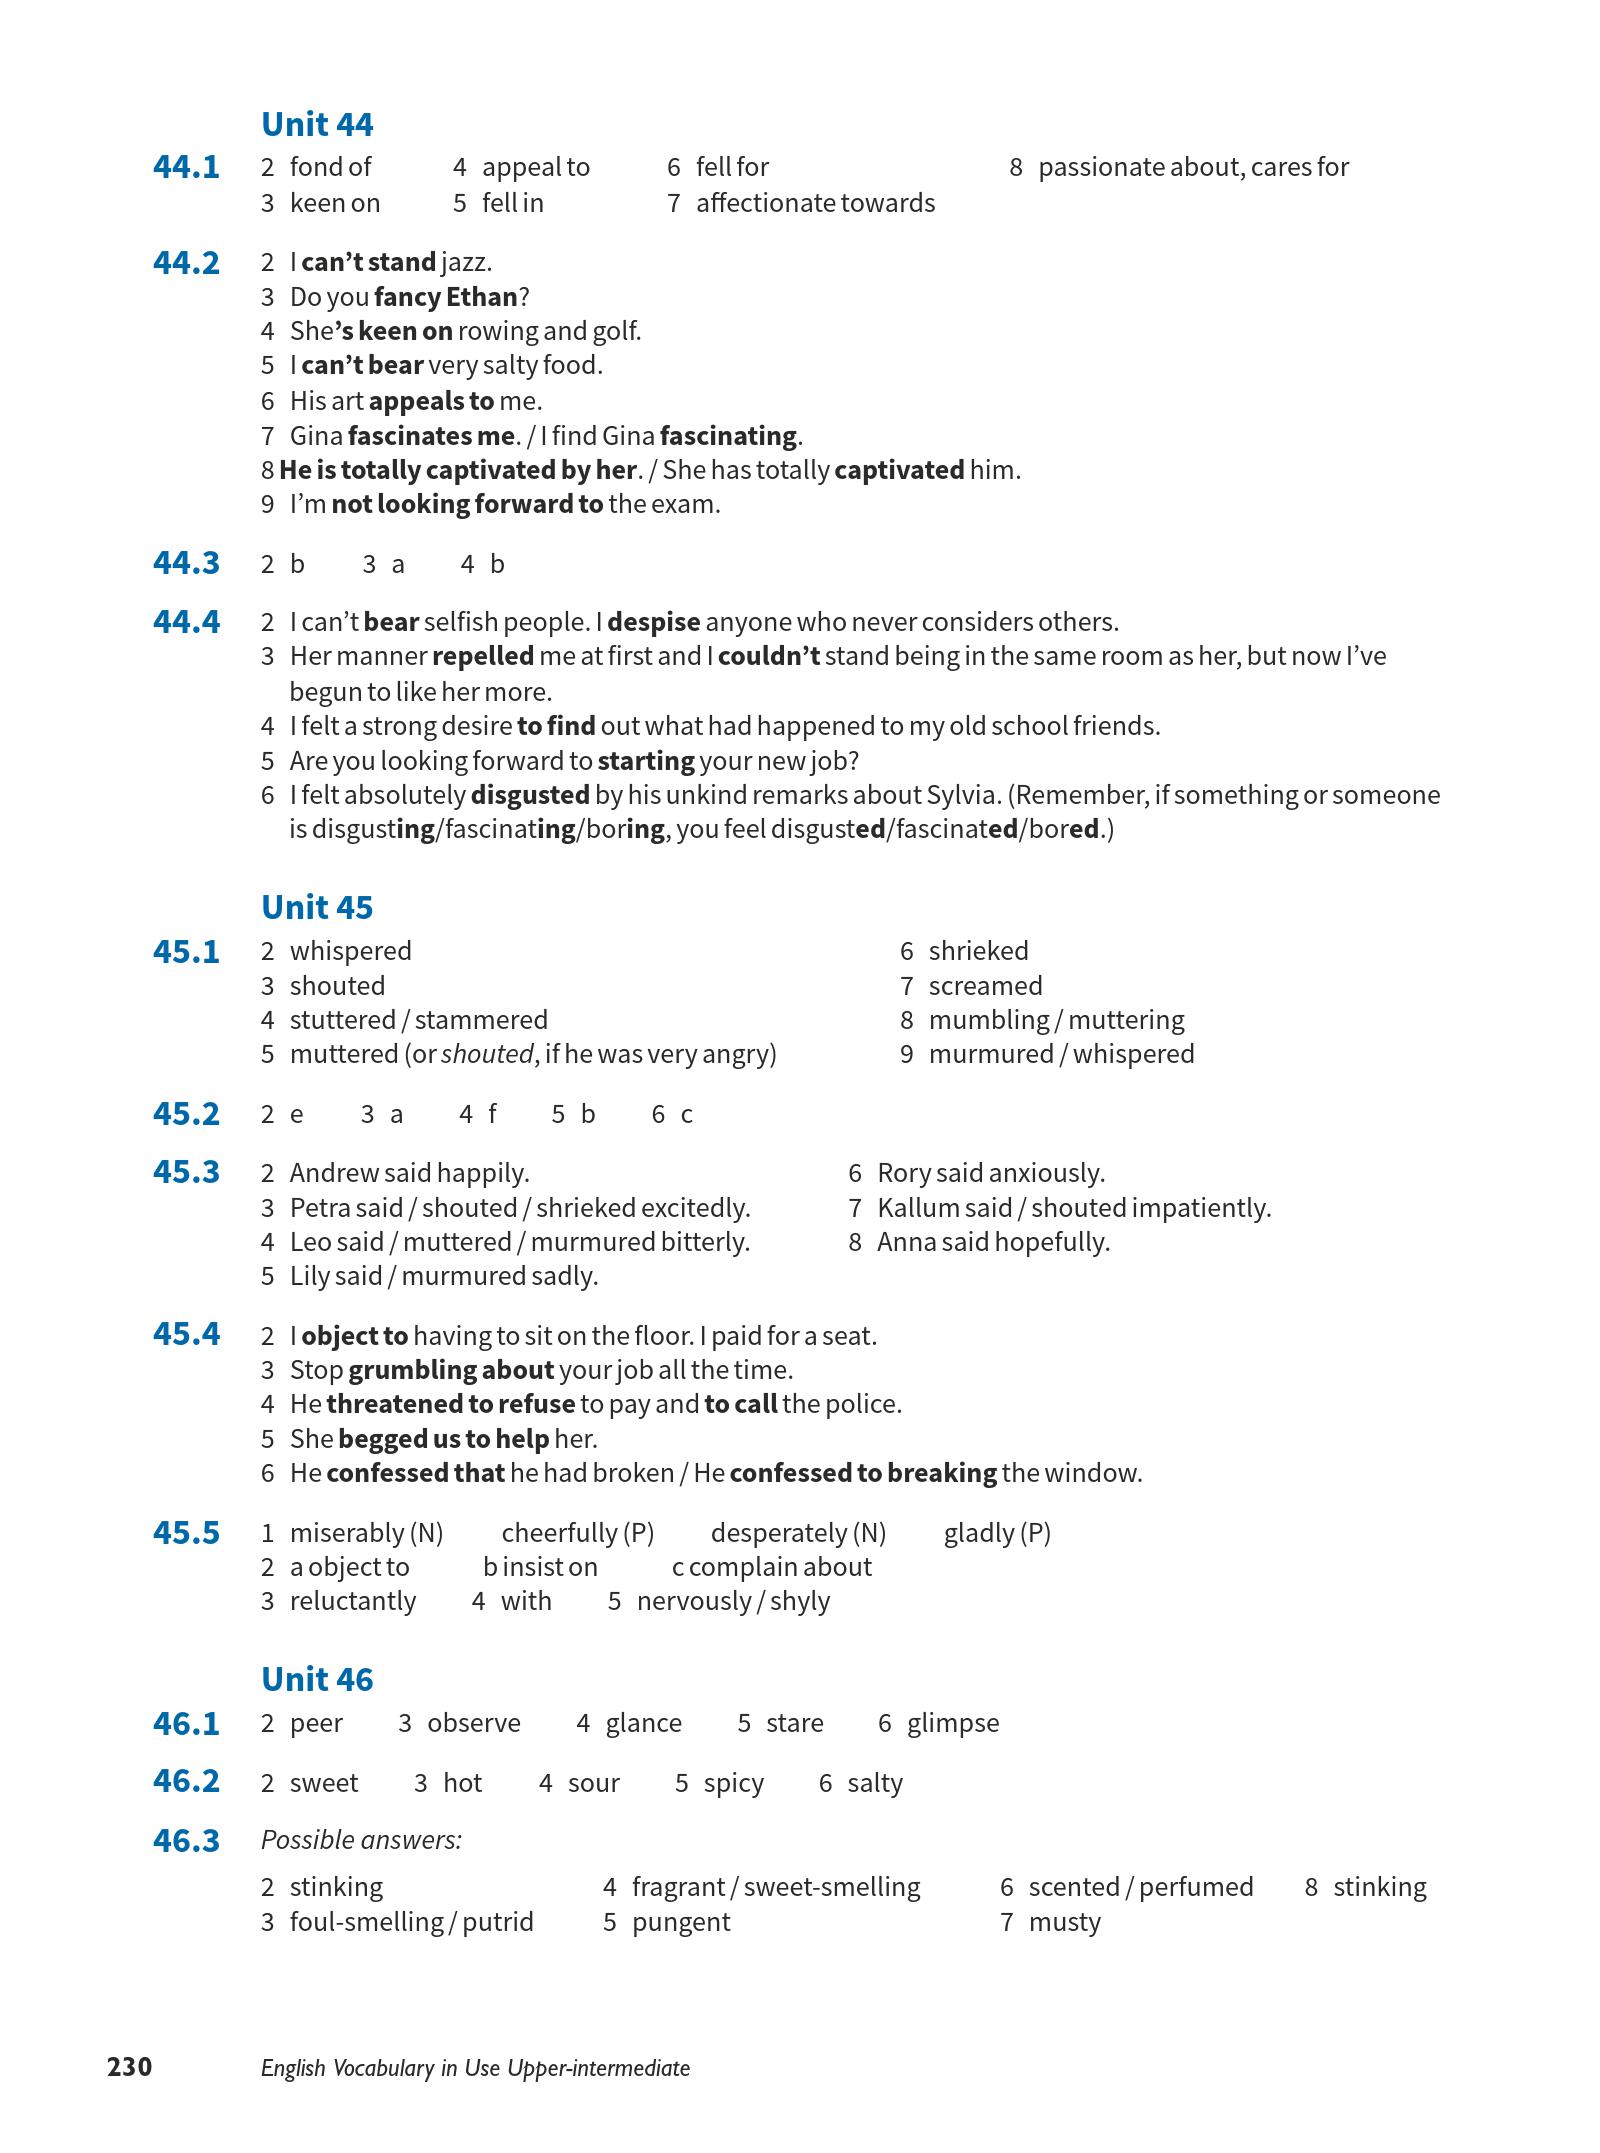 Unit 44
44.1 2 fond of 4 appeal to 6 fell for 8 passionate about, cares for
3 keen on 5 fell in 7 affectionate towards
44.2 2 I can’t stand jazz.
3 Do you fancy Ethan?
4 She’s keen on rowing and golf.
5 I can’t bear very salty food.
6 His art appeals to me.
7 Gina fascinates me. / I find Gina fascinating.
8 He is totally captivated by her. / She has totally captivated him.
9 I’m not looking forward to the exam.
44.3 2 b 3 a 4 b
44.4 2 I can’t bear selfish people. I despise anyone who never considers others.
3 Her manner repelled me at first and I couldn’t stand being in the same room as her, but now I’ve
begun to like her more.
4 I felt a strong desire to find out what had happened to my old school friends.
5 Are you looking forward to starting your new job?
6 I felt absolutely disgusted by his unkind remarks about Sylvia. (Remember, if something or someone
is disgusting/fascinating/boring, you feel disgusted/fascinated/bored.)
Unit 45
45.1 2 whispered 6 shrieked
3 shouted 7 screamed
4 stuttered / stammered 8 mumbling / muttering
5 muttered (or shouted, if he was very angry) 9 murmured / whispered
45.2 2 e 3 a 4 f 5 b 6 c
45.3 2 Andrew said happily. 6 Rory said anxiously.
3 Petra said / shouted / shrieked excitedly. 7 Kallum said / shouted impatiently.
4 Leo said / muttered / murmured bitterly. 8 Anna said hopefully.
5 Lily said / murmured sadly.
45.4 2 I object to having to sit on the floor. I paid for a seat.
3 Stop grumbling about your job all the time.
4 He threatened to refuse to pay and to call the police.
5 She begged us to help her.
6 He confessed that he had broken / He confessed to breaking the window.
45.5 1 miserably (N) cheerfully (P) desperately (N) gladly (P)
2 a object to b insist on c complain about
3 reluctantly 4 with 5 nervously / shyly
Unit 46
46.1 2 peer 3 observe 4 glance 5 stare 6 glimpse
46.2 2 sweet 3 hot 4 sour 5 spicy 6 salty
46.3 Possible answers:
2 stinking 4 fragrant / sweet-smelling 6 scented / perfumed 8 stinking
3 foul-smelling / putrid 5 pungent 7 musty
230 English Vocabulary in Use Upper-intermediate